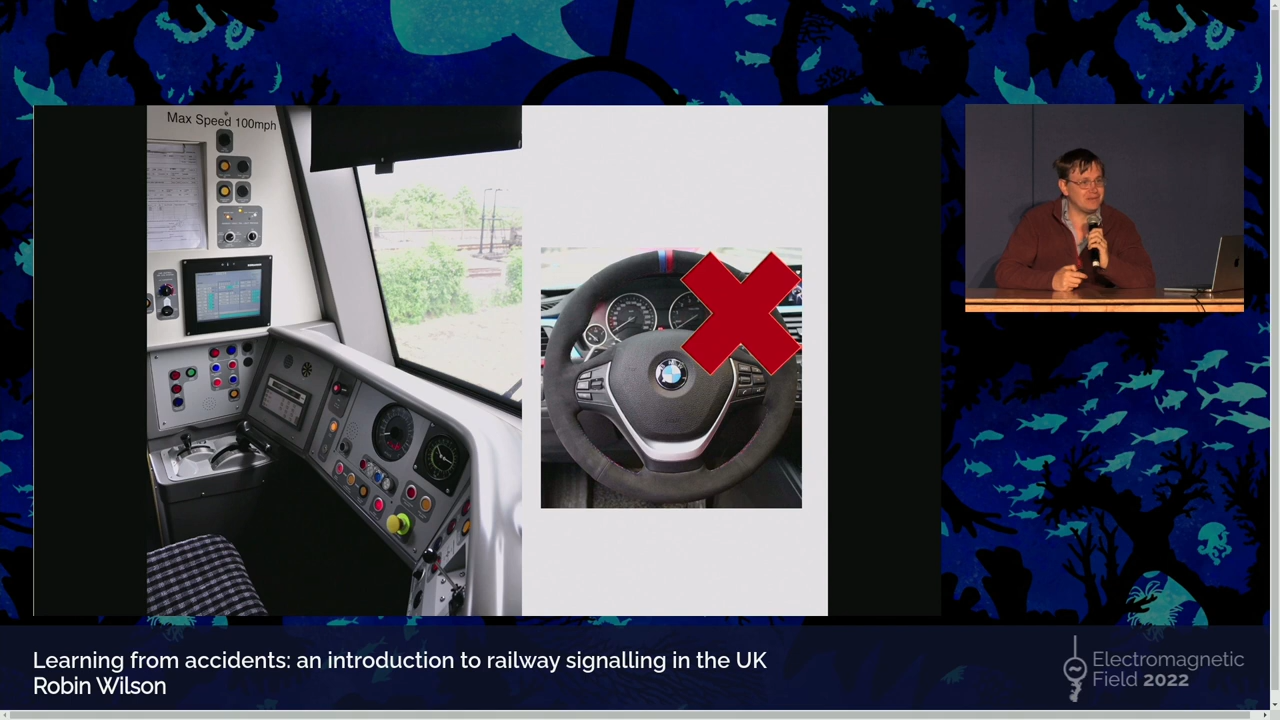 Max Speed 100mph
Learning from accidents: an introduction to railway signalling in the UK
Robin Wilson
Electromagnetic
Field 2022